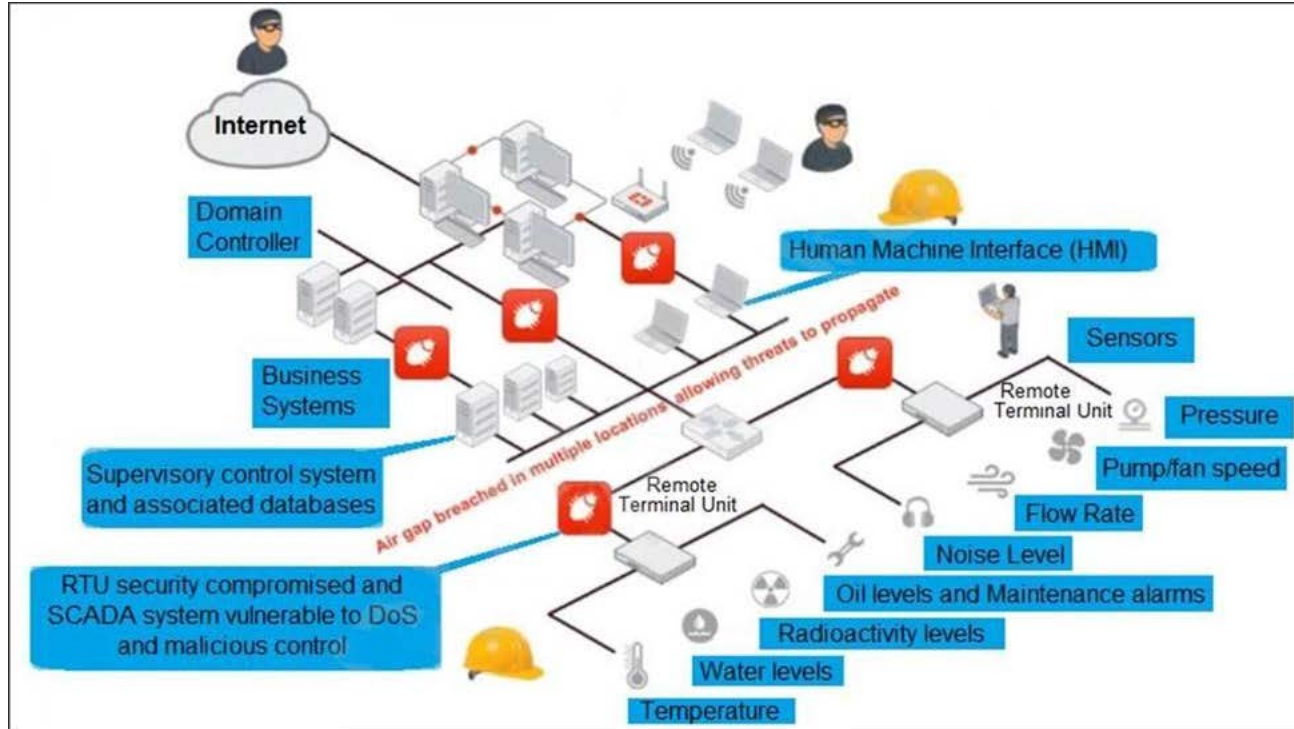 Internet
Domain
Controller
Human Machine Interface (HMI)
Air gap breached in multiple locations allowing threats to propagate
Sensors
Business
Systems
Remote
Terminal Unit
Pressure
Pump/fan speed
Supervisory control system
and associated databases
Remote
Terminal Unit
Flow Rate
Noise Level
RTU security compromised and
SCADA system vulnerable to DoS
and malicious control
Oil levels and Maintenance alarms
Radioactivity levels
Water levels
Temperature